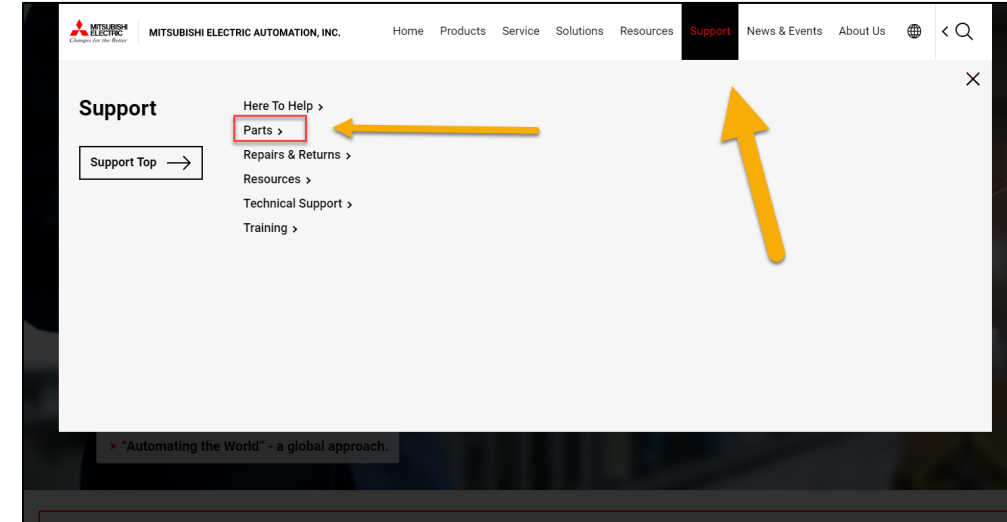 MITSUBISHI
ELECTRIC
Changes for the Better
MITSUBISHI ELECTRIC AUTOMATION, INC.
Home Products Service Solutions Resources Support News & Events About Us
Support
Support Top
Here To Help
Parts
Repairs & Returns
Resources
Technical Support
Training
"Automating the World" - a global approach.